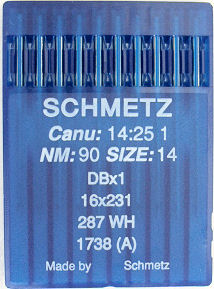 SCHMETZ
Canu: 14:25 1
NM: 90 SIZE: 14
DBx1
16x231
287 WH
1738 (A)
Made by Schmetz